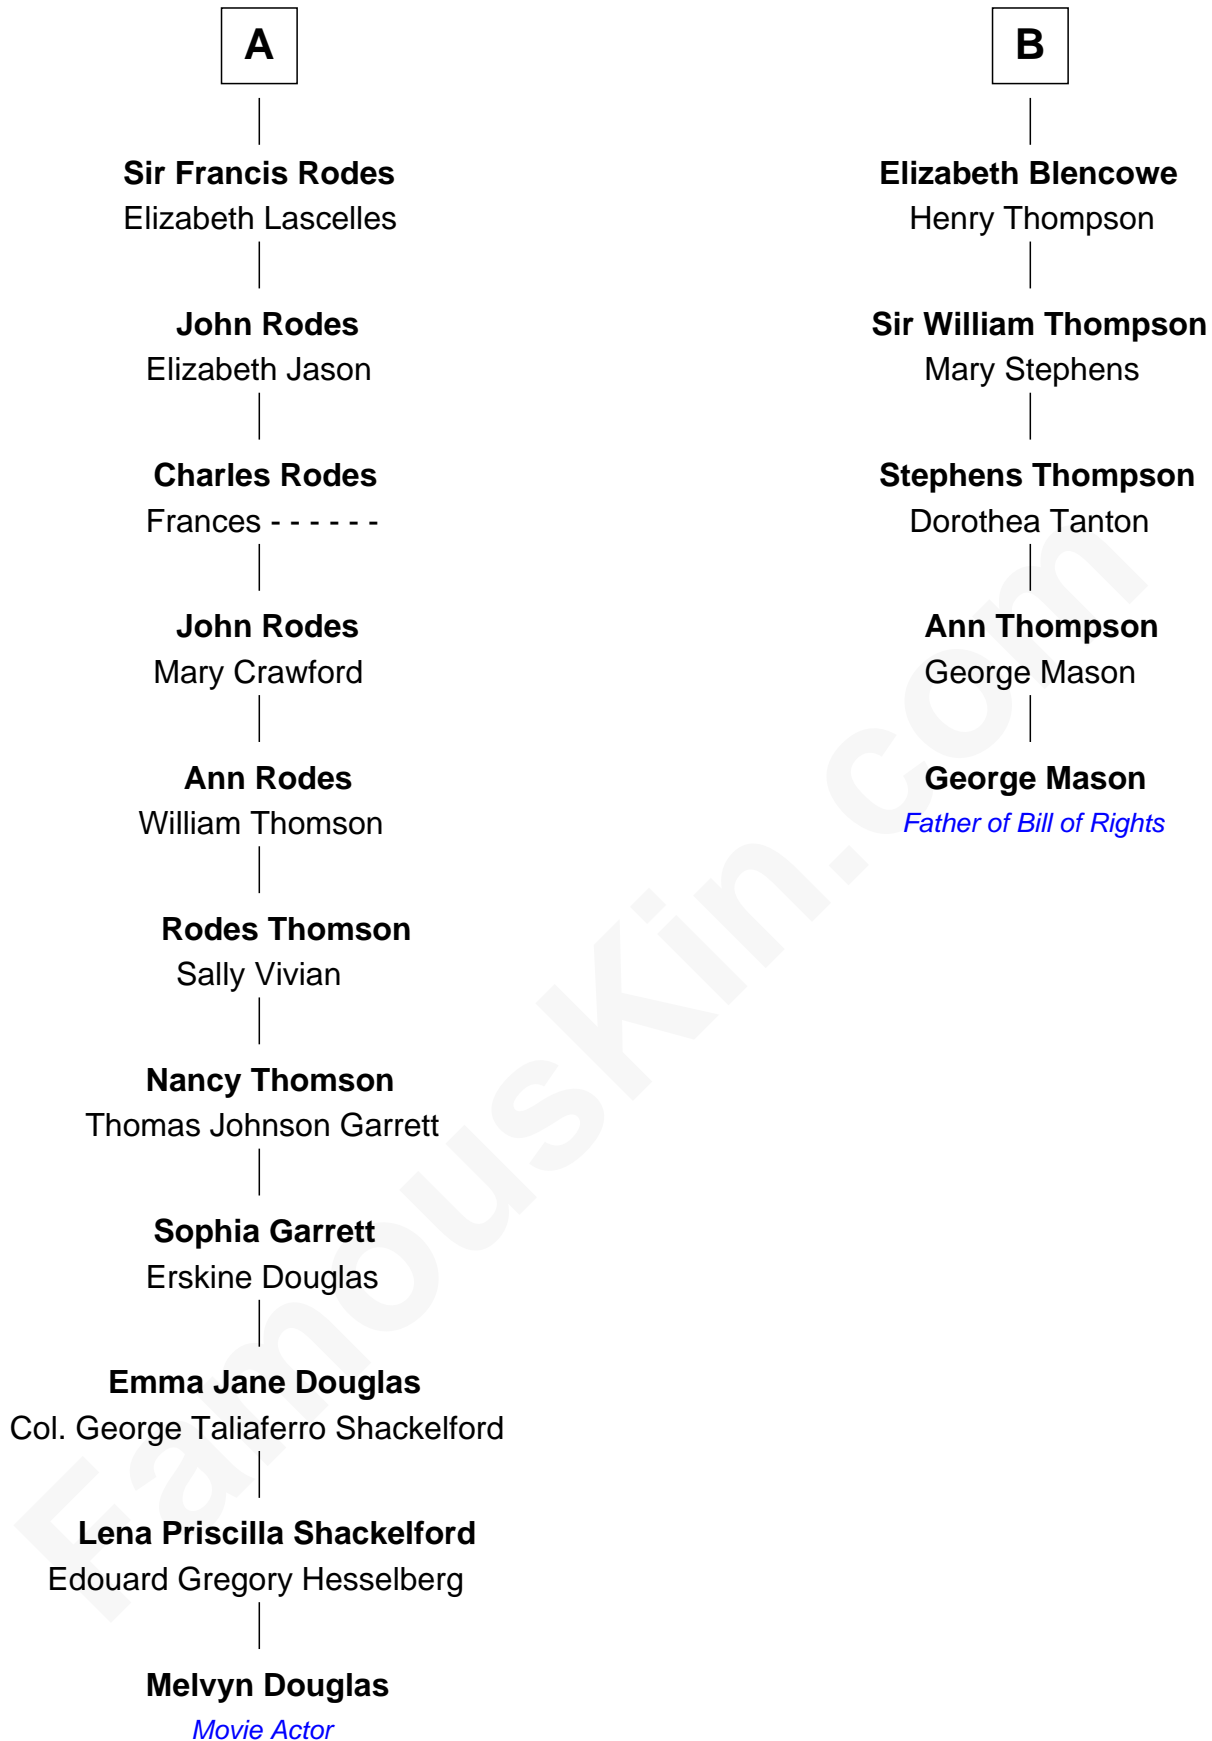 A
Sir Francis Rodes
Elizabeth Lascelles
John Rodes
Elizabeth Jason
Charles Rodes
Frances - - - - - -
John Rodes
Mary Crawford
Ann Rodes
William Thomson
Rodes Thomson
Sally Vivian
Nancy Thomson
Thomas Johnson Garrett
Sophia Garrett
Erskine Douglas
Emma Jane Douglas
Col. George Taliaferro Shackelford
Lena Priscilla Shackelford
Edouard Gregory Hesselberg
Melvyn Douglas
Movie Actor
B
Elizabeth Blencowe
Henry Thompson
Sir William Thompson
Mary Stephens
Stephens Thompson
Dorothea Tanton
Ann Thompson
George Mason
George Mason
Father of Bill of Rights
FamousKin.com